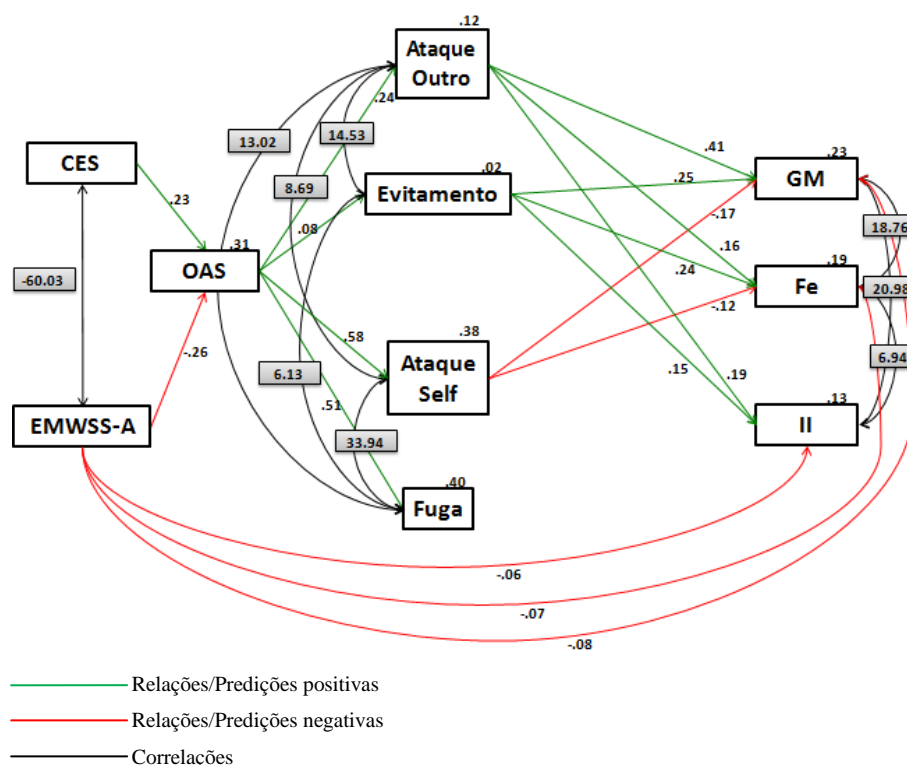 .12
Ataque
Outro
.24
13.02
14.53
.41
CES
.02
.23
Evitamento
.25
GM
8.69
-.17
18.76
.23
.08
.31
.16
OAS
.19
-60.03
.24
Fe
20.98
-.12
.38
.58
-.26
Ataque
Self
6.13
.15
.19
6.94
.51
.13
EMWSS-A
33.94
II
.40
Fuga
-.06
-.07
-.08
Relações/Predições positivas
Relações/Predições negativas
Correlações